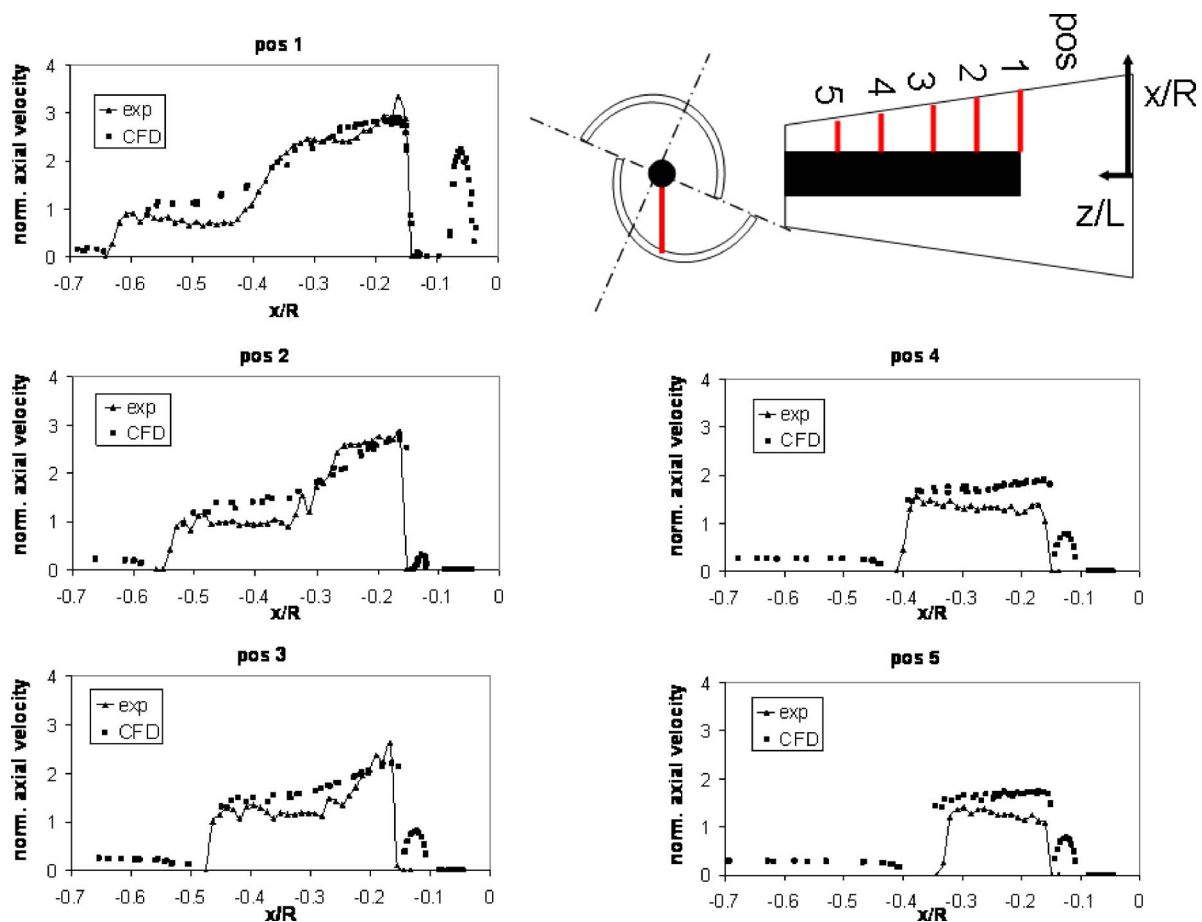 pos 1
norm. axial velocity
4
3
2
1
0
exp
CFD
-0.7 -0.6 -0.5 -0.4 -0.3 -0.2 -0.1 0
x/R
5 4 3 2 1 pos
x/R
z/L
pos 2
norm. axial velocity
4
3
2
1
0
exp
CFD
-0.7 -0.6 -0.5 -0.4 -0.3 -0.2 -0.1 0
x/R
pos 4
norm. axial velocity
4
3
2
1
0
exp
CFD
-0.7 -0.6 -0.5 -0.4 -0.3 -0.2 -0.1 0
x/R
pos 3
norm. axial velocity
4
3
2
1
0
exp
CFD
-0.7 -0.6 -0.5 -0.4 -0.3 -0.2 -0.1 0
x/R
pos 5
norm. axial velocity
4
3
2
1
0
exp
CFD
-0.7 -0.6 -0.5 -0.4 -0.3 -0.2 -0.1 0
x/R